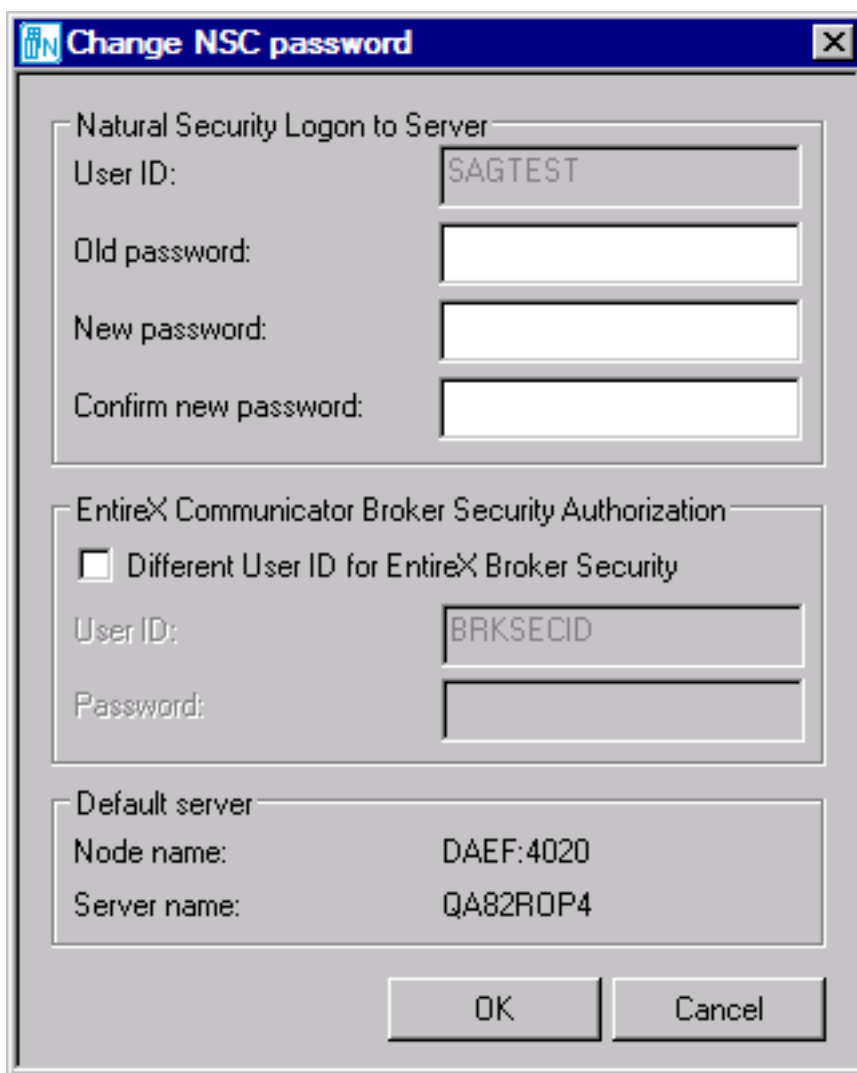 N Change NSC password
Natural Security Logon to Server
User ID: SAGTEST
Old password:
New password:
Confirm new password:
EntireX Communicator Broker Security Authorization
Different User ID for EntireX Broker Security
User ID: BRKSECID
Password:
Default server
Node name: DAEF:4020
Server name: QA82ROP4
OK Cancel